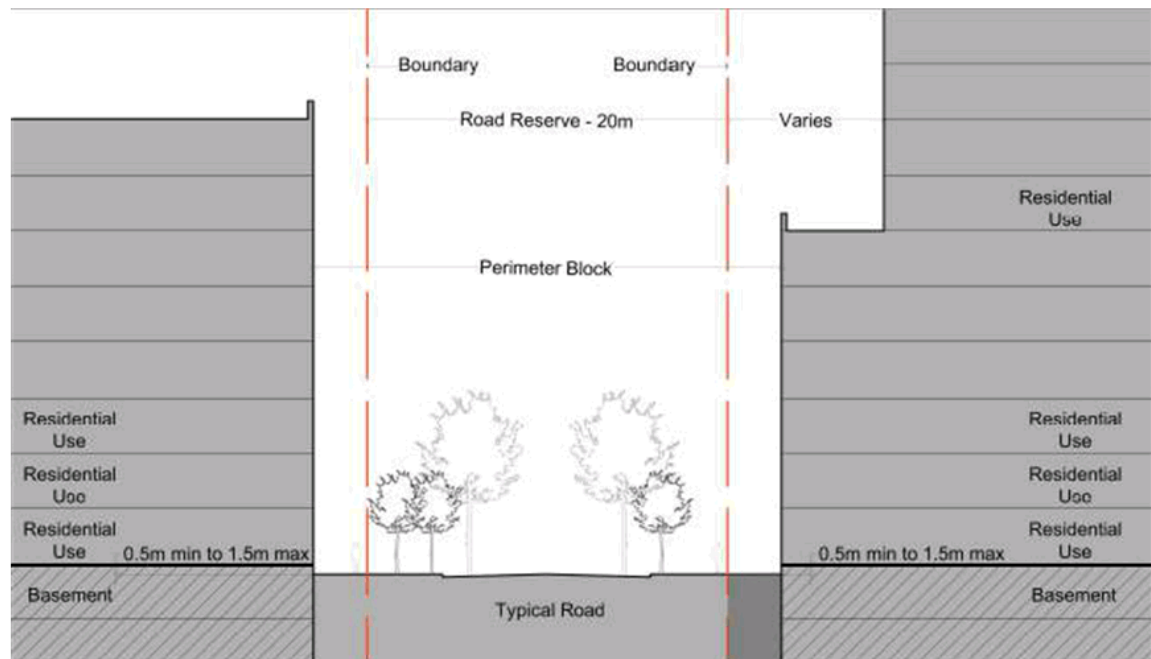 Boundary
Boundary
Road Reserve - 20m
Varies
Residential
Use
Perimeter Block
Residential
Use
Residential
Use
Residential
Use
Residential
Use
Residential
Use
0.5m min to 1.5m max
0.5m min to 1.5m max
Residential
Use
Basement
Basement
Typical Road